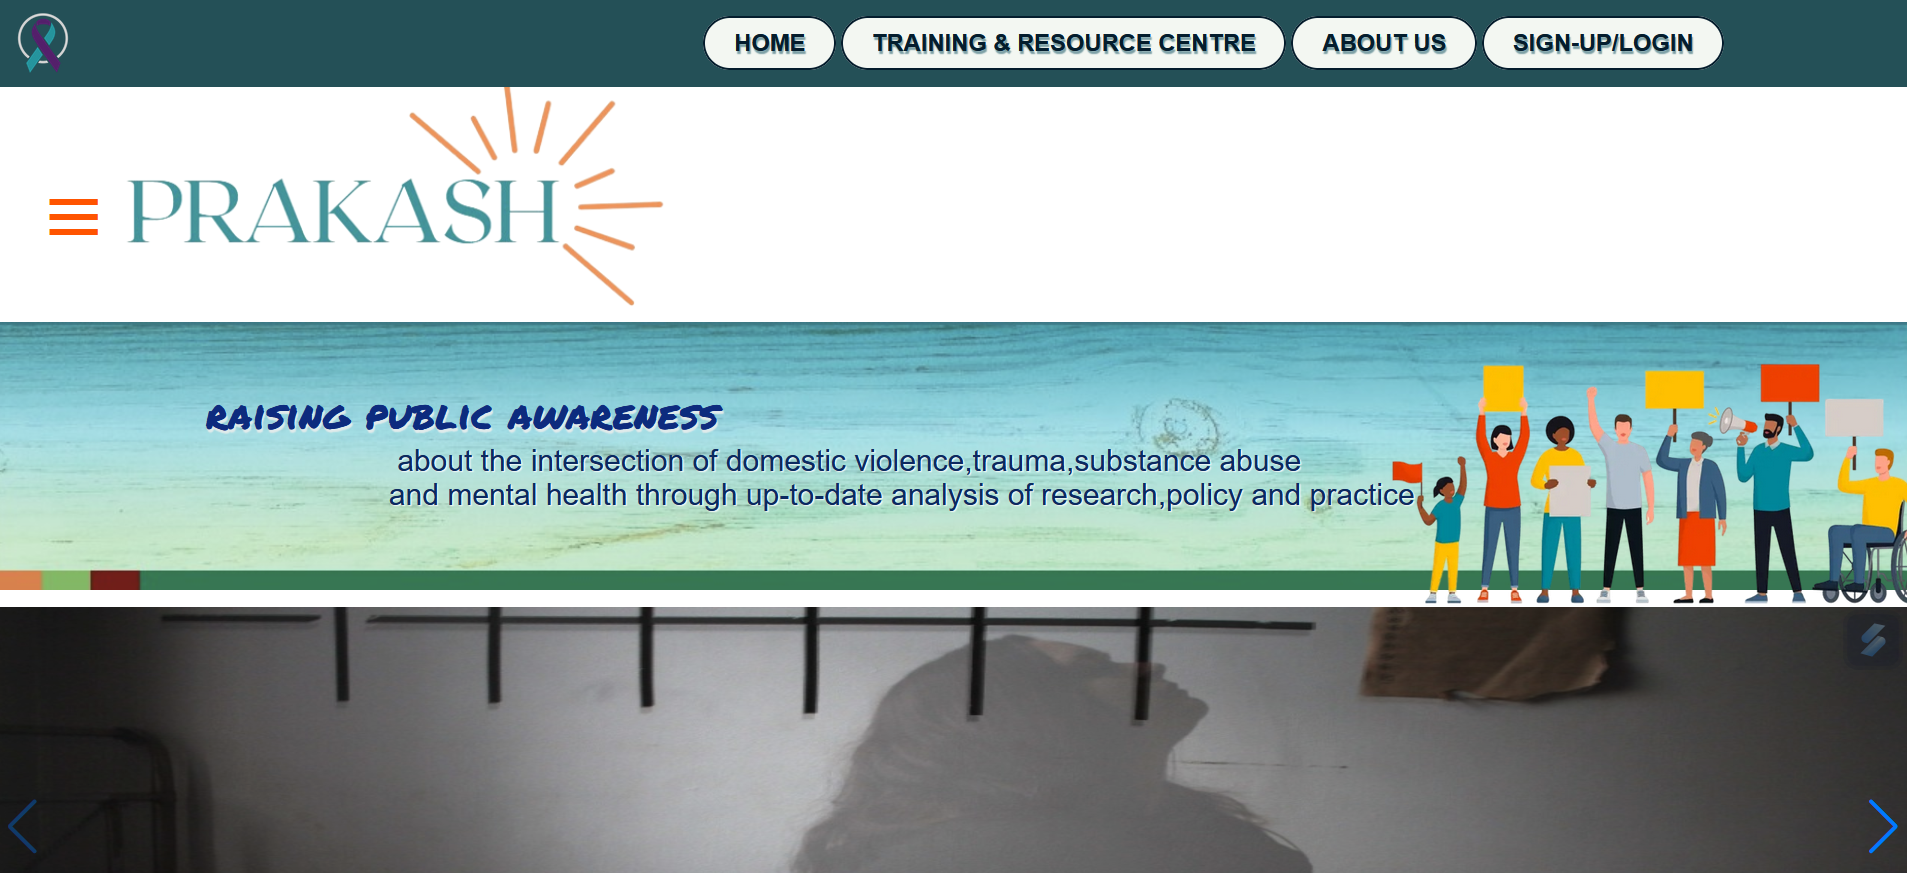 HOME
TRAINING & RESOURCE CENTRE
ABOUT US
SIGN-UP/LOGIN
PRAKASH
RAISING PUBLIC AWARENESS
about the intersection of domestic violence,trauma,substance abuse
and mental health through up-to-date analysis of research,policy and practice